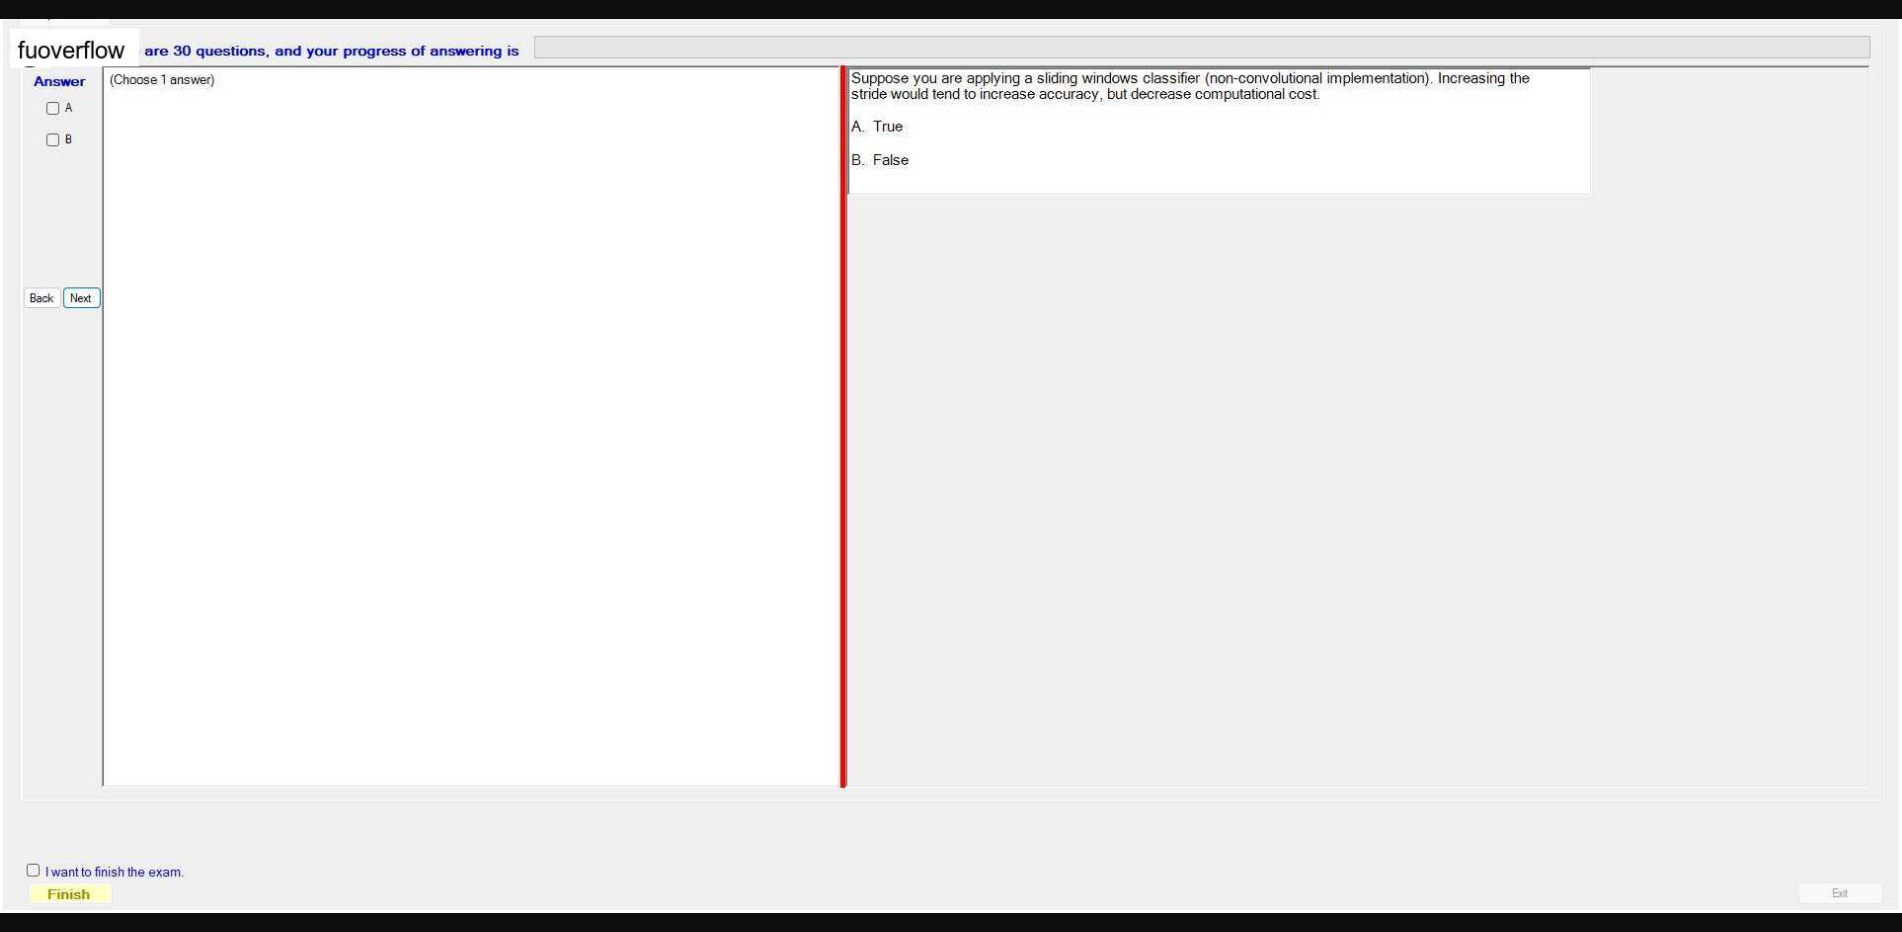 fuoverflow are 30 questions, and your progress of answering is
Answer
(Choose 1 answer)
A
B
Back Next
Suppose you are applying a sliding windows classifier (non-convolutional implementation). Increasing the
stride would tend to increase accuracy, but decrease computational cost.
A. True
B. False
I want to finish the exam.
Finish
Exit